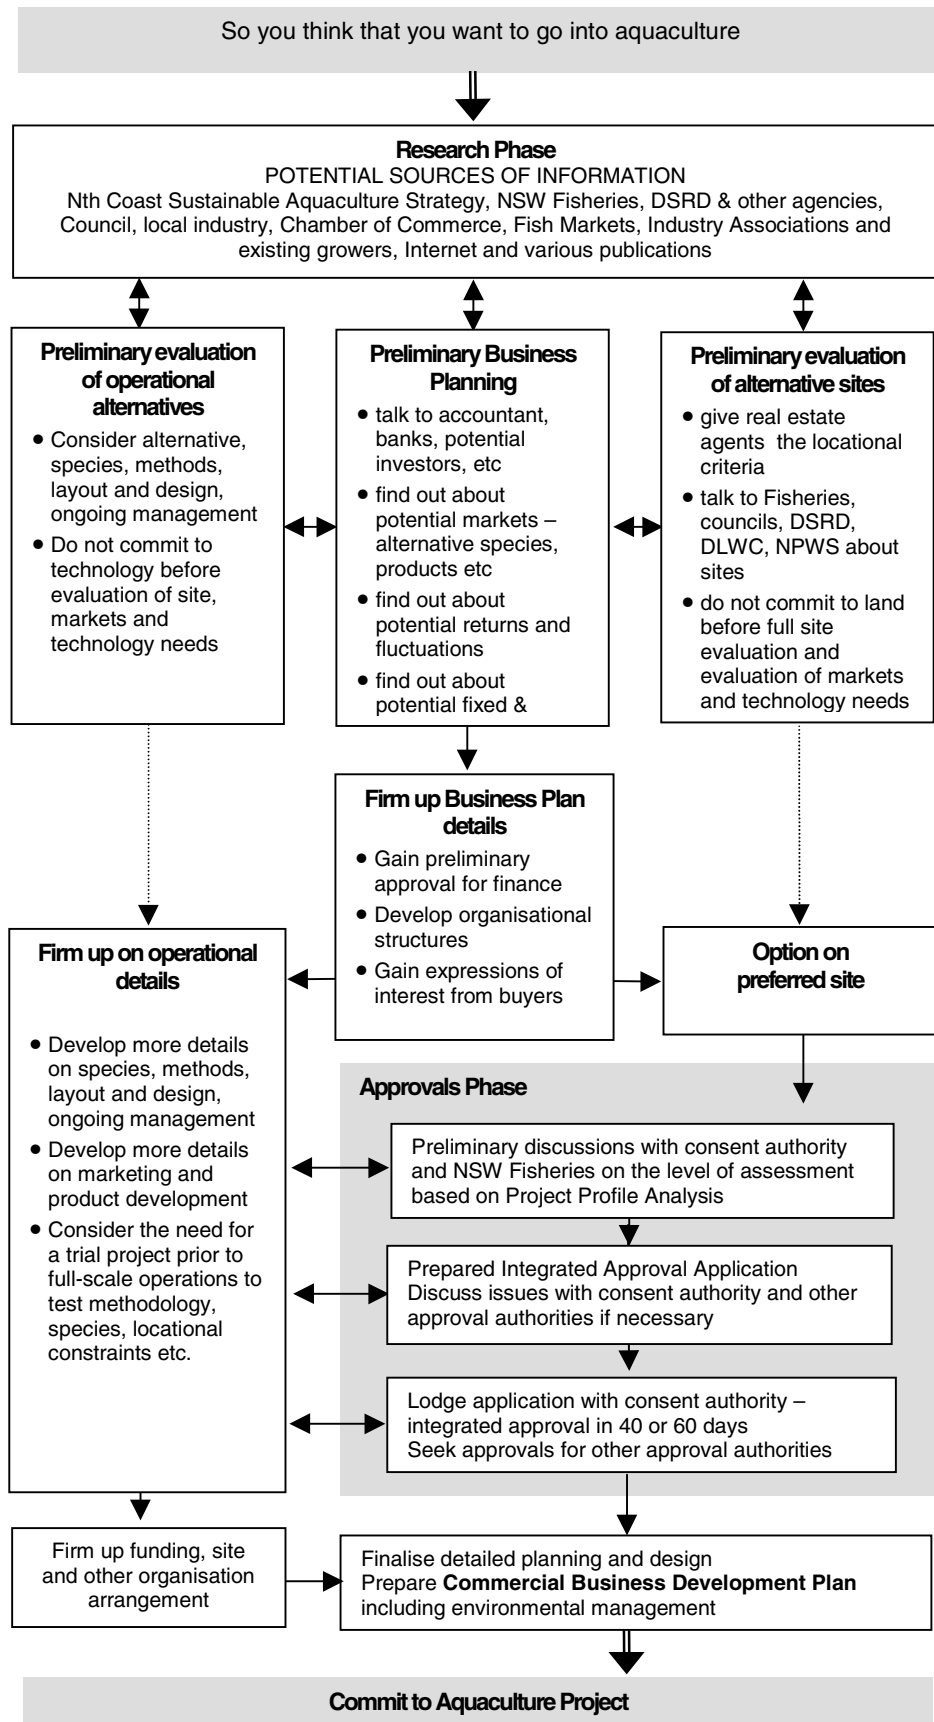 So you think that you want to go into aquaculture
Research Phase
POTENTIAL SOURCES OF INFORMATION
Nth Coast Sustainable Aquaculture Strategy, NSW Fisheries, DSRD & other agencies,
Council, local industry, Chamber of Commerce, Fish Markets, Industry Associations and
existing growers, Internet and various publications
Preliminary evaluation
of operational
alternatives
● Consider alternative,
species, methods,
layout and design,
ongoing management
● Do not commit to
technology before
evaluation of site,
markets and
technology needs
Preliminary Business
Planning
● talk to accountant,
banks, potential
investors, etc
● find out about
potential markets –
alternative species,
products etc
● find out about
potential returns and
fluctuations
● find out about
potential fixed &
Preliminary evaluation
of alternative sites
● give real estate
agents the locational
criteria
● talk to Fisheries,
councils, DSRD,
DLWC, NPWS about
sites
● do not commit to land
before full site
evaluation and
evaluation of markets
and technology needs
Firm up Business Plan
details
● Gain preliminary
approval for finance
● Develop organisational
structures
● Gain expressions of
interest from buyers
Firm up on operational
details
● Develop more details
on species, methods,
layout and design,
ongoing management
● Develop more details
on marketing and
product development
● Consider the need for
a trial project prior to
full-scale operations to
test methodology,
species, locational
constraints etc.
Option on
preferred site
Approvals Phase
Preliminary discussions with consent authority
and NSW Fisheries on the level of assessment
based on Project Profile Analysis
Prepared Integrated Approval Application
Discuss issues with consent authority and other
approval authorities if necessary
Lodge application with consent authority –
integrated approval in 40 or 60 days
Seek approvals for other approval authorities
Firm up funding, site
and other organisation
arrangement
Finalise detailed planning and design
Prepare Commercial Business Development Plan
including environmental management
Commit to Aquaculture Project